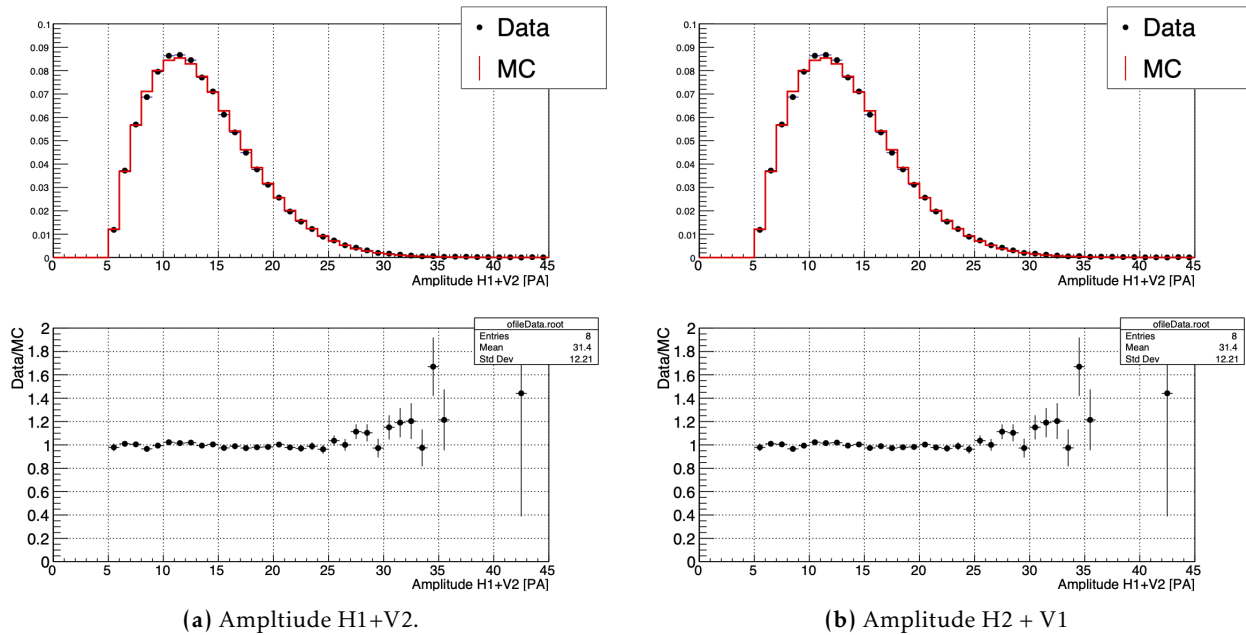 0.1
0.09
0.08
0.07
0.06
0.05
0.04
0.03
0.02
0.01
0
0 5 10 15 20 25 30 35 40 45
Amplitude H1+V2 [PA]
Data
MC
0.1
0.09
0.08
0.07
0.06
0.05
0.04
0.03
0.02
0.01
0
0 5 10 15 20 25 30 35 40 45
Amplitude H1+V2 [PA]
Data
MC
Data/MC
2
1.8
1.6
1.4
1.2
1
0.8
0.6
0.4
0.2
0
0 5 10 15 20 25 30 35 40 45
Amplitude H1+V2 [PA]
ofileData.root
Entries 8
Mean 31.4
Std Dev 12.21
Data/MC
2
1.8
1.6
1.4
1.2
1
0.8
0.6
0.4
0.2
0
0 5 10 15 20 25 30 35 40 45
Amplitude H1+V2 [PA]
ofileData.root
Entries 8
Mean 31.4
Std Dev 12.21
(a) Ampltiude H1+V2.
(b) Amplitude H2 + V1